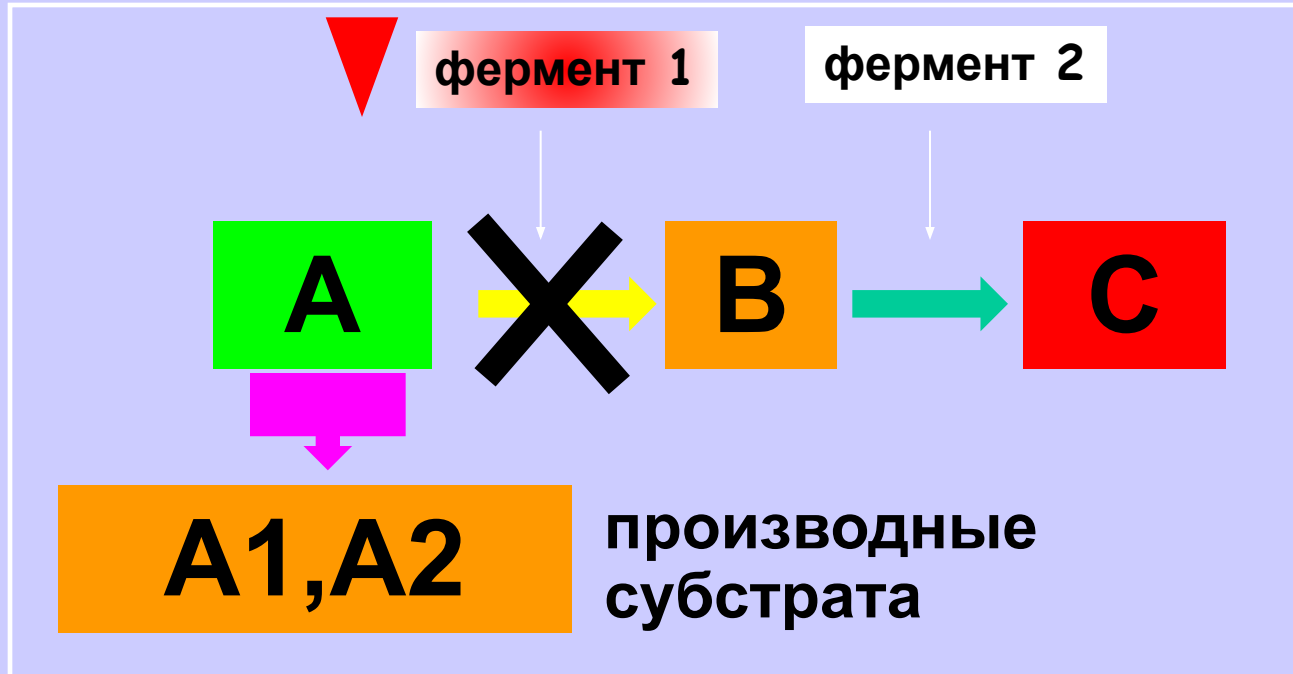 фермент 1
фермент 2
A
B
C
A1,A2
производные
субстрата